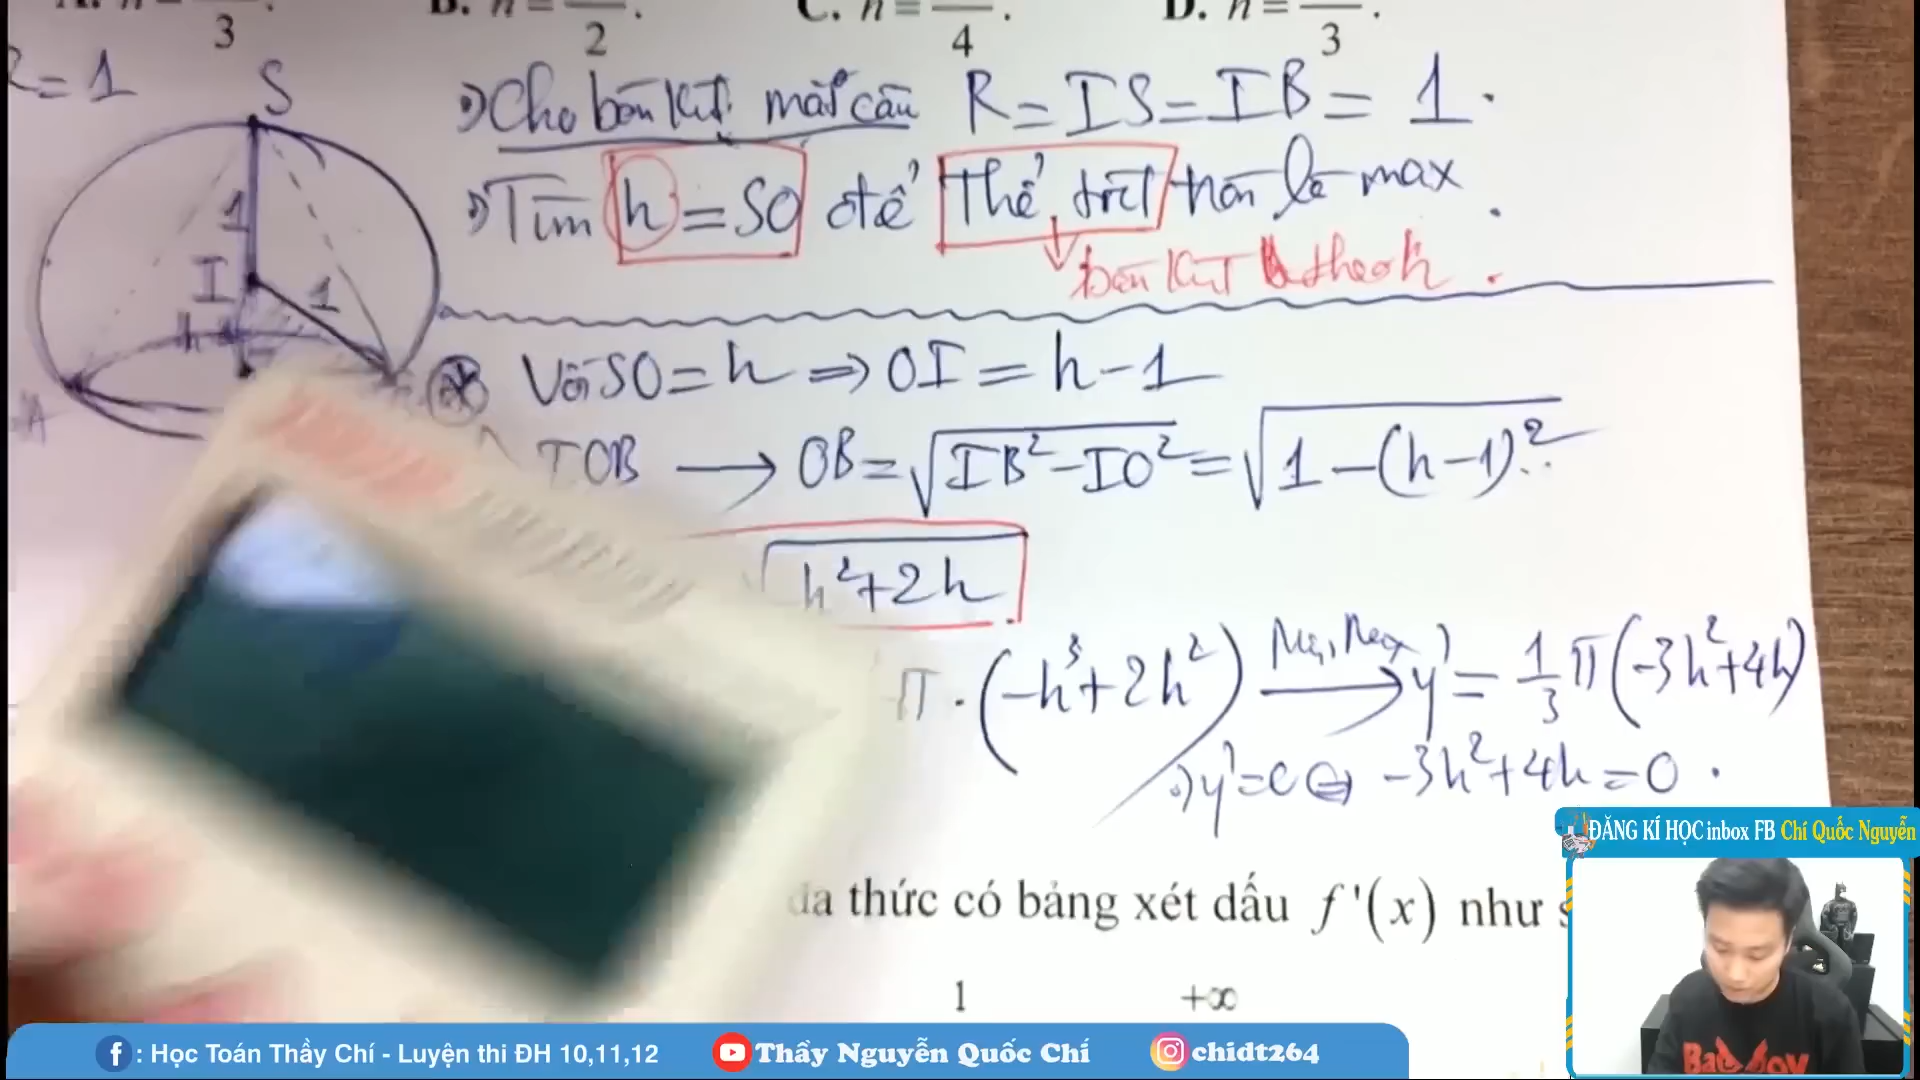 B. h = 2.
C. h = 4.
D. h = 3.
3
R = 1
S
1
I
1
h
A
Cho bán kính mặt cầu R = IS = IB = 1.
Tìm h = SO để Thể tích nón là max.
bán kính theo h.
Với SO = h ⇒ OI = h - 1
IOB → OB = √(IB² - IO²) = √(1 - (h - 1)²)
h² + 2h
π . (-h³ + 2h²) → y' = 1/3 π (-3h² + 4h)
y' = 0 ⇔ -3h² + 4h = 0.
đa thức có bảng xét dấu f'(x) như s
1 +∞
ĐĂNG KÍ HỌC inbox FB Chí Quốc Nguyễn
Bad Boy
f : Học Toán Thầy Chí - Luyện thi ĐH 10,11,12
Thầy Nguyễn Quốc Chí
chidt264